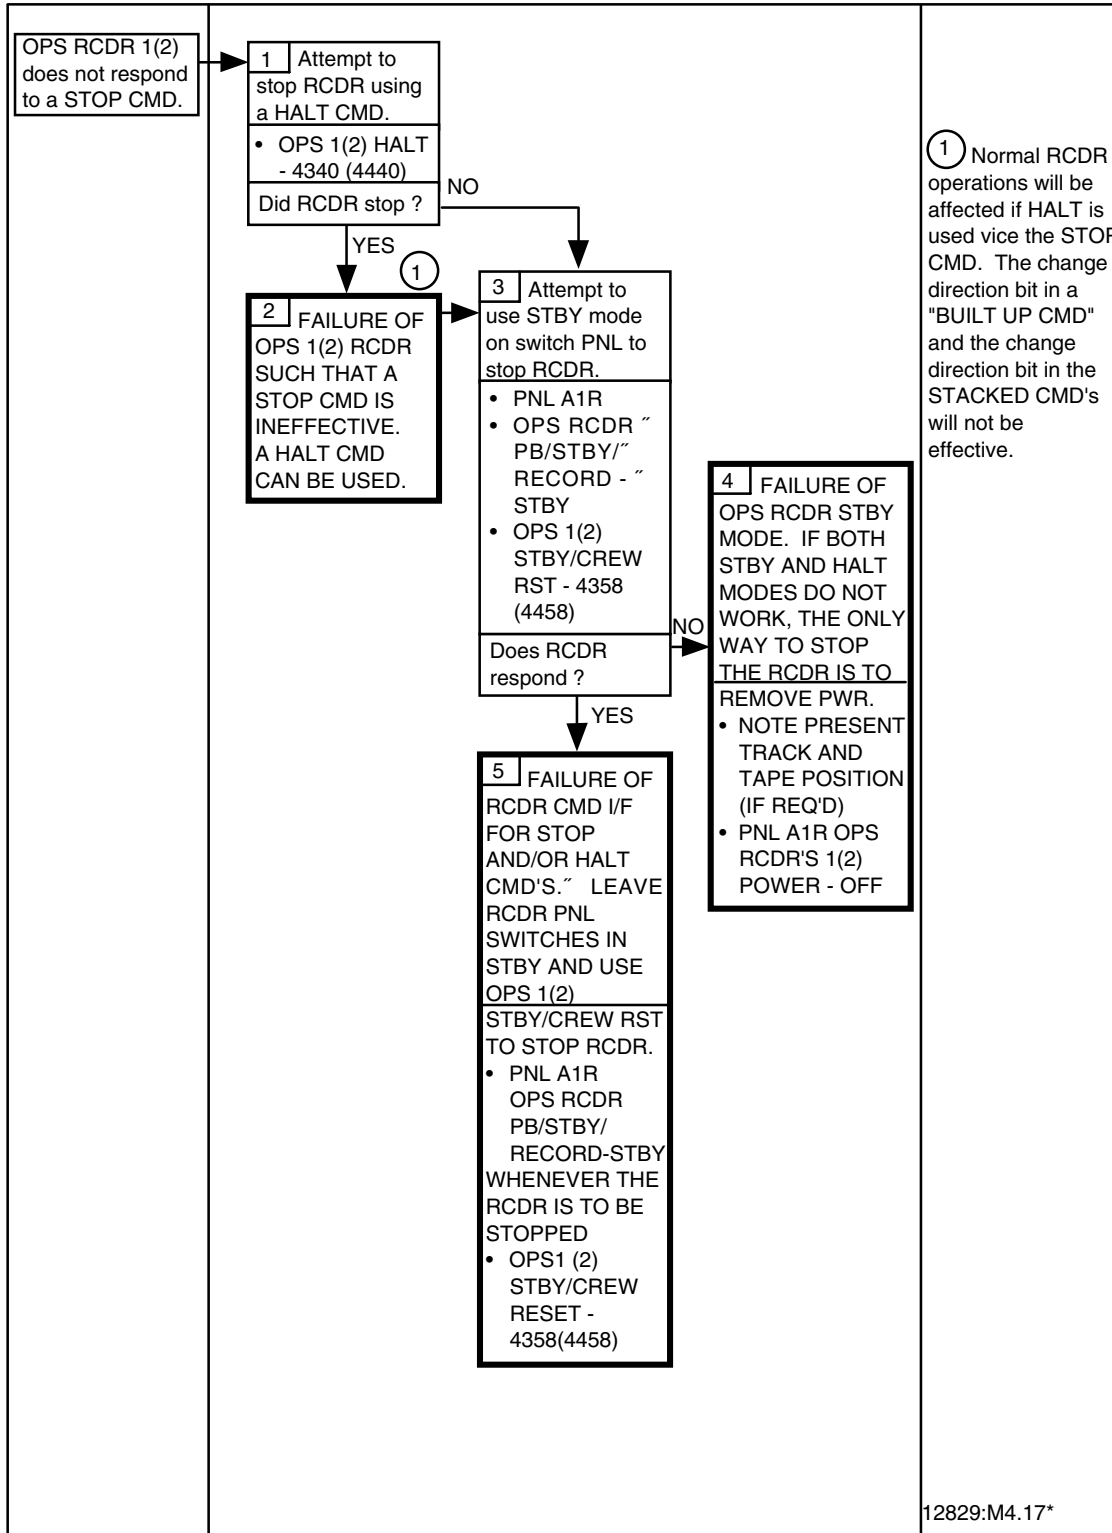 OPS RCDR 1(2)
does not respond
to a STOP CMD.
1 Attempt to
stop RCDR using
a HALT CMD.
• OPS 1(2) HALT
- 4340 (4440)
Did RCDR stop ?
NO
YES
1
2 FAILURE OF
OPS 1(2) RCDR
SUCH THAT A
STOP CMD IS
INEFFECTIVE.
A HALT CMD
CAN BE USED.
3 Attempt to
use STBY mode
on switch PNL to
stop RCDR.
• PNL A1R
• OPS RCDR ˝
PB/STBY/˝
RECORD - ˝
STBY
• OPS 1(2)
STBY/CREW
RST - 4358
(4458)
Does RCDR
respond ?
NO
YES
4 FAILURE OF
OPS RCDR STBY
MODE. IF BOTH
STBY AND HALT
MODES DO NOT
WORK, THE ONLY
WAY TO STOP
THE RCDR IS TO
REMOVE PWR.
• NOTE PRESENT
TRACK AND
TAPE POSITION
(IF REQ'D)
• PNL A1R OPS
RCDR'S 1(2)
POWER - OFF
5 FAILURE OF
RCDR CMD I/F
FOR STOP
AND/OR HALT
CMD'S.˝ LEAVE
RCDR PNL
SWITCHES IN
STBY AND USE
OPS 1(2)
STBY/CREW RST
TO STOP RCDR.
• PNL A1R
OPS RCDR
PB/STBY/
RECORD-STBY
WHENEVER THE
RCDR IS TO BE
STOPPED
• OPS1 (2)
STBY/CREW
RESET -
4358(4458)
1 Normal RCDR
operations will be
affected if HALT is
used vice the STOP
CMD. The change
direction bit in a
"BUILT UP CMD"
and the change
direction bit in the
STACKED CMD's
will not be
effective.
12829:M4.17*